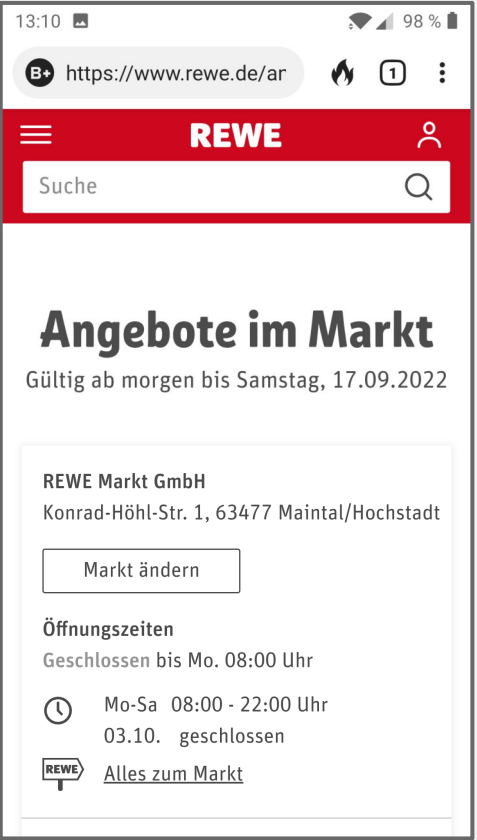 13:10
98 %
B+ https://www.rewe.de/ar
1
REWE
Suche
Angebote im Markt
Gültig ab morgen bis Samstag, 17.09.2022
REWE Markt GmbH
Konrad-Höhl-Str. 1, 63477 Maintal/Hochstadt
Markt ändern
Öffnungszeiten
Geschlossen bis Mo. 08:00 Uhr
Mo-Sa 08:00 - 22:00 Uhr
03.10. geschlossen
REWE Alles zum Markt